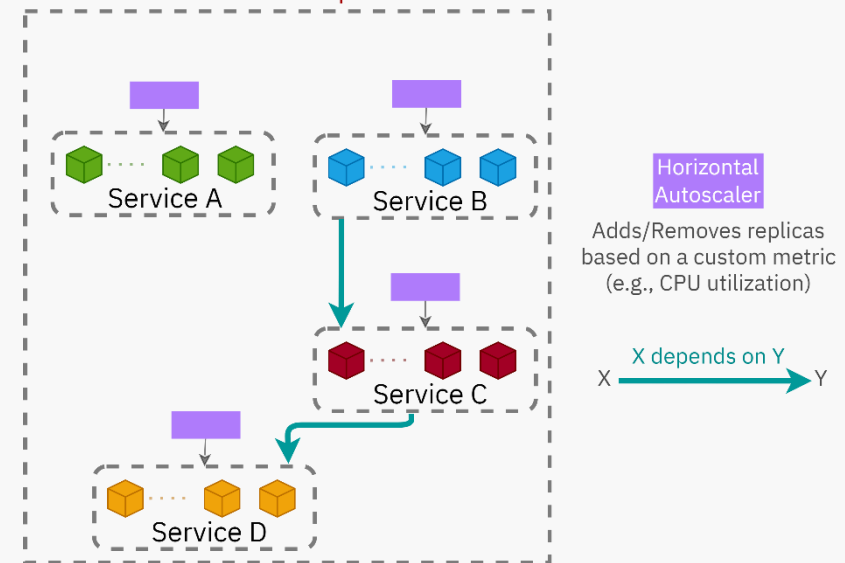 Service A
Service B
Service C
Service D
Horizontal
Autoscaler
Adds/Removes replicas
based on a custom metric
(e.g., CPU utilization)
X depends on Y
X
Y